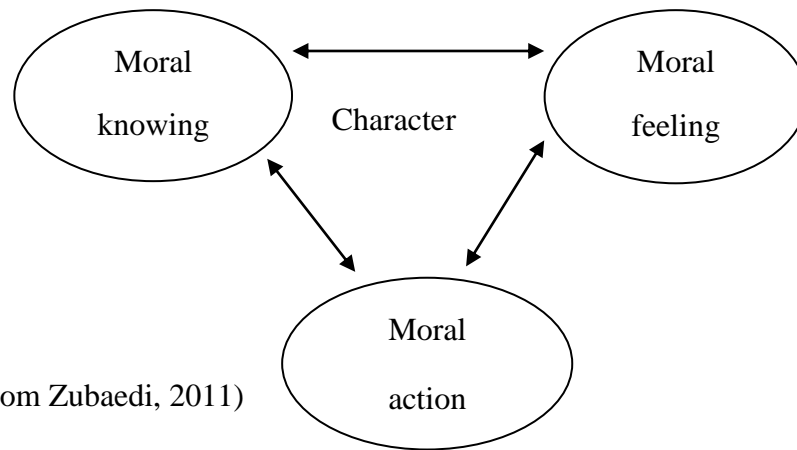 Moral
knowing
Character
Moral
feeling
Moral
action
om Zubaedi, 2011)